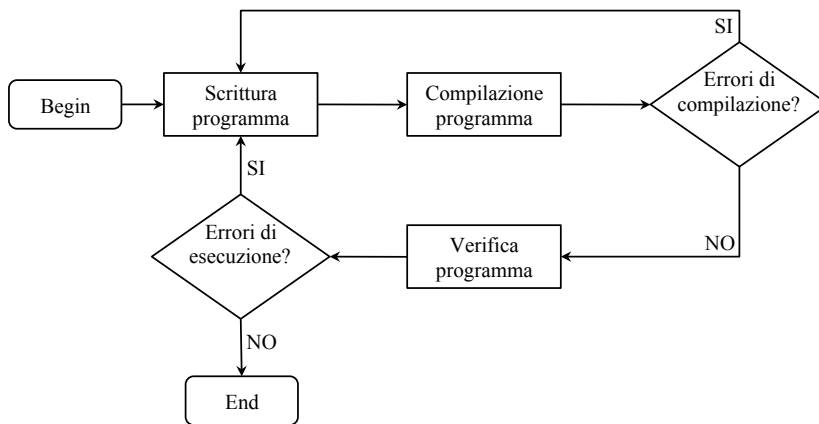 SI
Begin
Scrittura
programma
Compilazione
programma
Errori di
compilazione?
SI
NO
Errori di
esecuzione?
Verifica
programma
NO
End